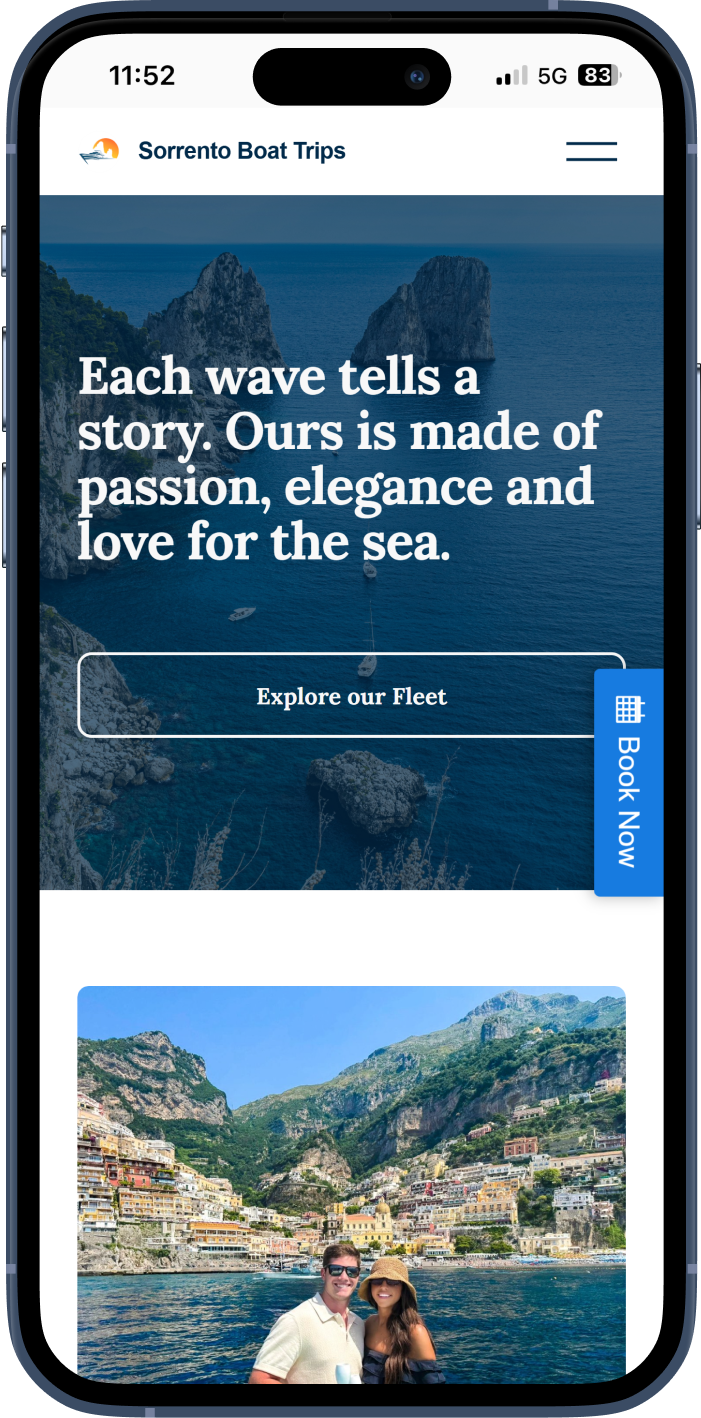 11:52
5G
83
Sorrento Boat Trips
Each wave tells a
story. Ours is made of
passion, elegance and
love for the sea.
Explore our Fleet
Book Now